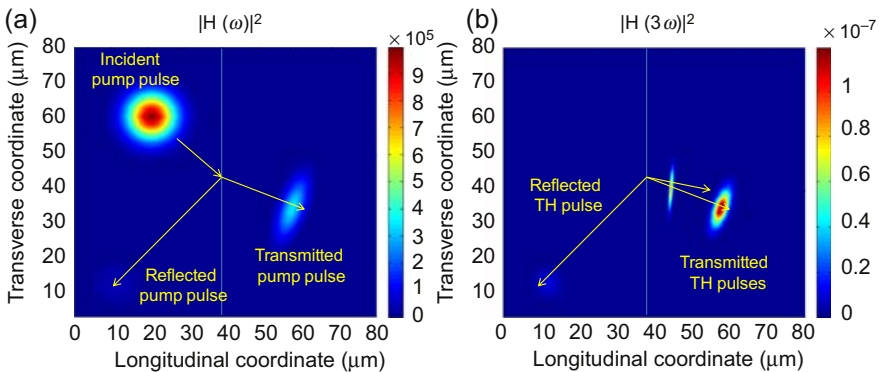 (a)
|H (ω)|²
× 10⁵
80
70
60
50
40
30
20
10
Transverse coordinate (μm)
Incident
pump pulse
Transmitted
pump pulse
Reflected
pump pulse
9
8
7
6
5
4
3
2
1
0
0 10 20 30 40 50 60 70 80
Longitudinal coordinate (μm)
(b)
|H (3ω)|²
× 10⁻⁷
80
70
60
50
40
30
20
10
Transverse coordinate (μm)
Reflected
TH pulse
Transmitted
TH pulses
1
0.8
0.6
0.4
0.2
0
0 10 20 30 40 50 60 70 80
Longitudinal coordinate (μm)